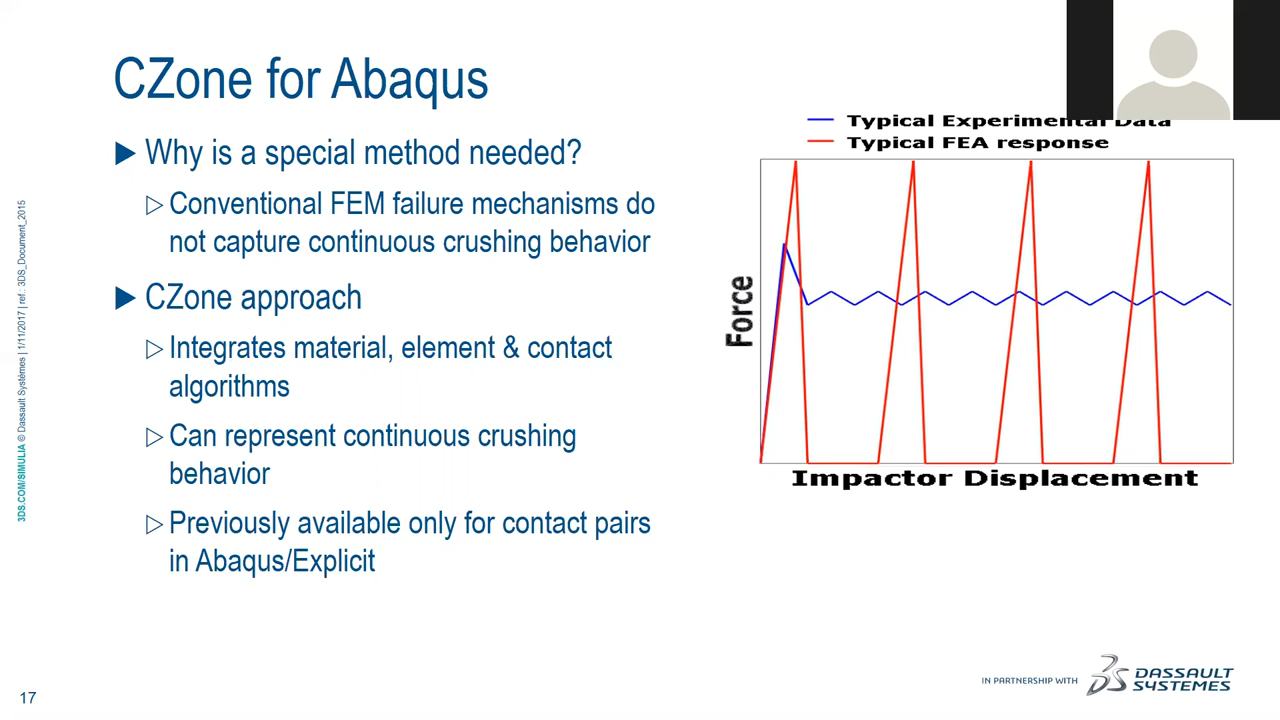 CZone for Abaqus
Why is a special method needed?
Conventional FEM failure mechanisms do
not capture continuous crushing behavior
CZone approach
Integrates material, element & contact
algorithms
Can represent continuous crushing
behavior
Previously available only for contact pairs
in Abaqus/Explicit
Typical Experimental Data
Typical FEA response
Force
Impactor Displacement
3DS.COM/SIMULIA © Dassault Systèmes | 1/11/2017 | ref.: 3DS_Document_2015
17
IN PARTNERSHIP WITH
DASSAULT
SYSTEMES